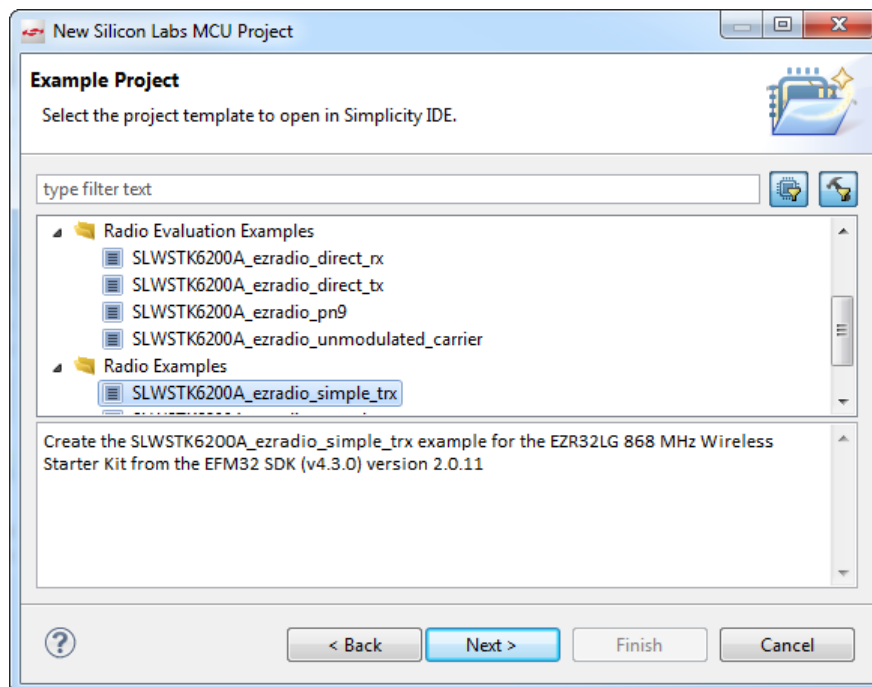 New Silicon Labs MCU Project
Example Project
Select the project template to open in Simplicity IDE.
type filter text
Radio Evaluation Examples
SLWSTK6200A_ezradio_direct_rx
SLWSTK6200A_ezradio_direct_tx
SLWSTK6200A_ezradio_pn9
SLWSTK6200A_ezradio_unmodulated_carrier
Radio Examples
SLWSTK6200A_ezradio_simple_trx
Create the SLWSTK6200A_ezradio_simple_trx example for the EZR32LG 868 MHz Wireless
Starter Kit from the EFM32 SDK (v4.3.0) version 2.0.11
? < Back Next > Finish Cancel